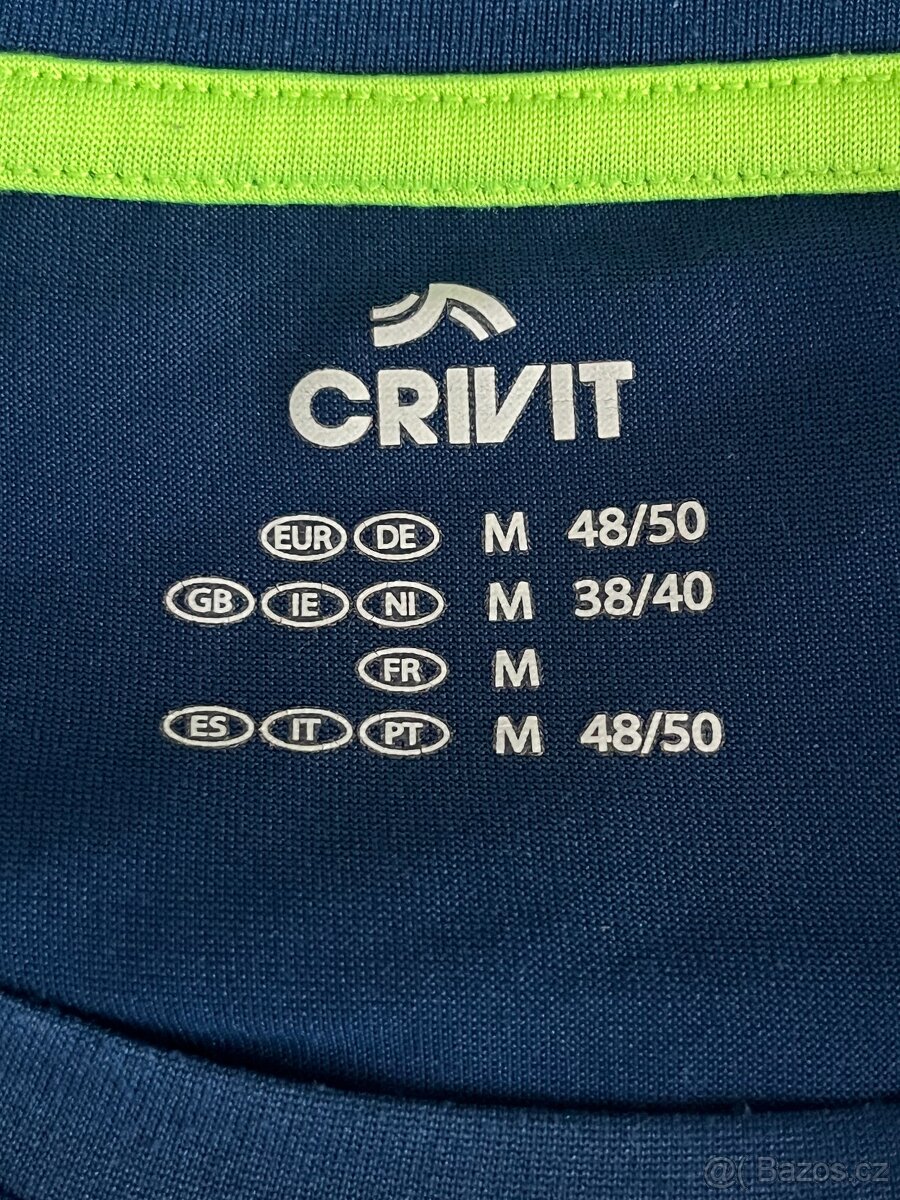 CRIVIT
EUR DE M 48/50
GB IE NI M 38/40
FR M
ES IT PT M 48/50
@( Bazos.cz